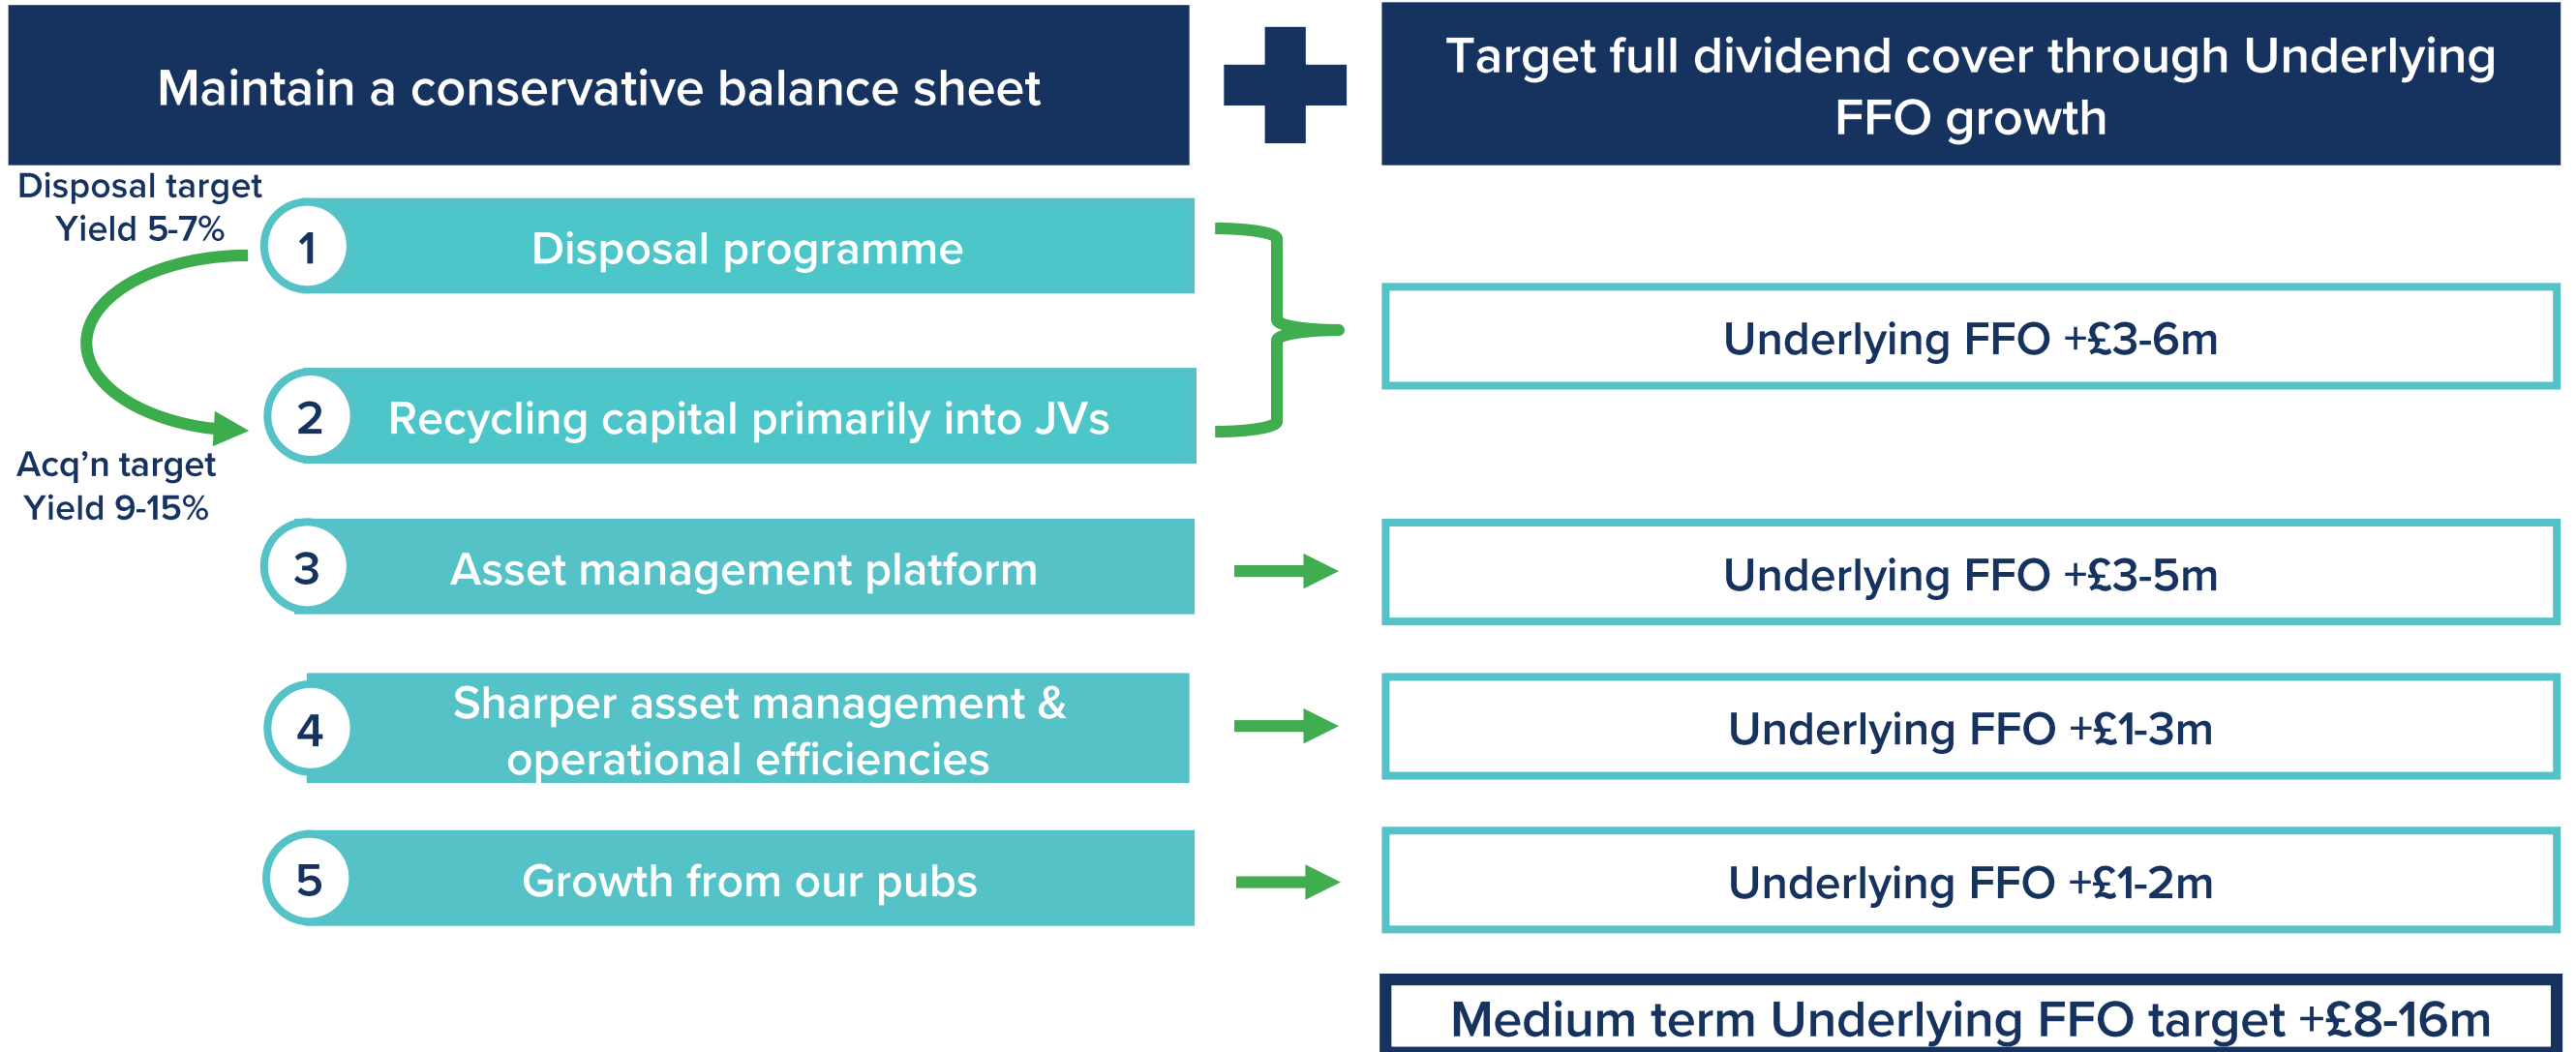 Maintain a conservative balance sheet
Target full dividend cover through Underlying
FFO growth
Disposal target
Yield 5-7%
1
Disposal programme
2
Recycling capital primarily into JVs
Underlying FFO +£3-6m
Acq’n target
Yield 9-15%
3
Asset management platform
Underlying FFO +£3-5m
4
Sharper asset management &
operational efficiencies
Underlying FFO +£1-3m
5
Growth from our pubs
Underlying FFO +£1-2m
Medium term Underlying FFO target +£8-16m